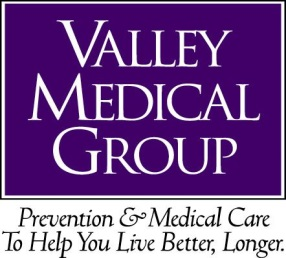 VALLEY
MEDICAL
GROUP
Prevention & Medical Care
To Help You Live Better, Longer.